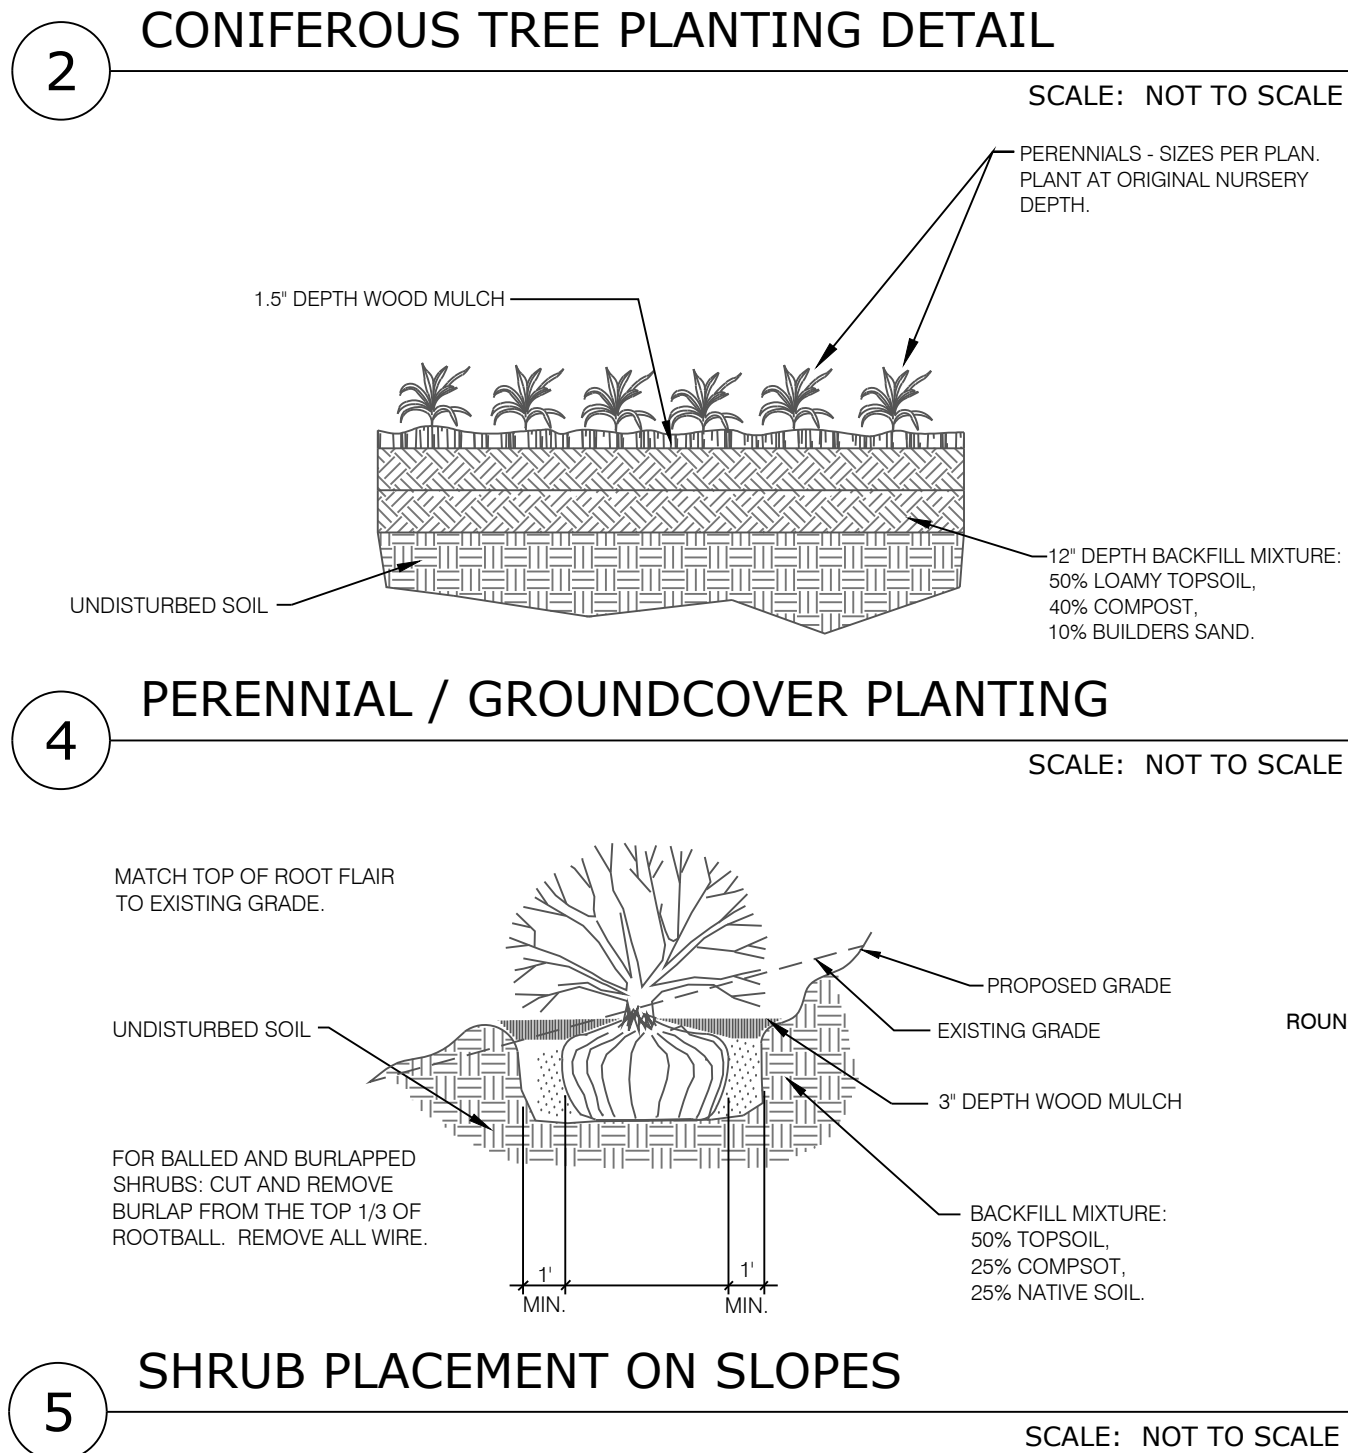 2
CONIFEROUS TREE PLANTING DETAIL
SCALE: NOT TO SCALE
PERENNIALS - SIZES PER PLAN.
PLANT AT ORIGINAL NURSERY
DEPTH.
1.5" DEPTH WOOD MULCH
12" DEPTH BACKFILL MIXTURE:
50% LOAMY TOPSOIL,
40% COMPOST,
10% BUILDERS SAND.
UNDISTURBED SOIL
4
PERENNIAL / GROUNDCOVER PLANTING
SCALE: NOT TO SCALE
MATCH TOP OF ROOT FLAIR
TO EXISTING GRADE.
PROPOSED GRADE
EXISTING GRADE
ROUN
UNDISTURBED SOIL
3" DEPTH WOOD MULCH
FOR BALLED AND BURLAPPED
SHRUBS: CUT AND REMOVE
BURLAP FROM THE TOP 1/3 OF
ROOTBALL. REMOVE ALL WIRE.
BACKFILL MIXTURE:
50% TOPSOIL,
25% COMPSOT,
25% NATIVE SOIL.
1'
MIN.
1'
MIN.
5
SHRUB PLACEMENT ON SLOPES
SCALE: NOT TO SCALE